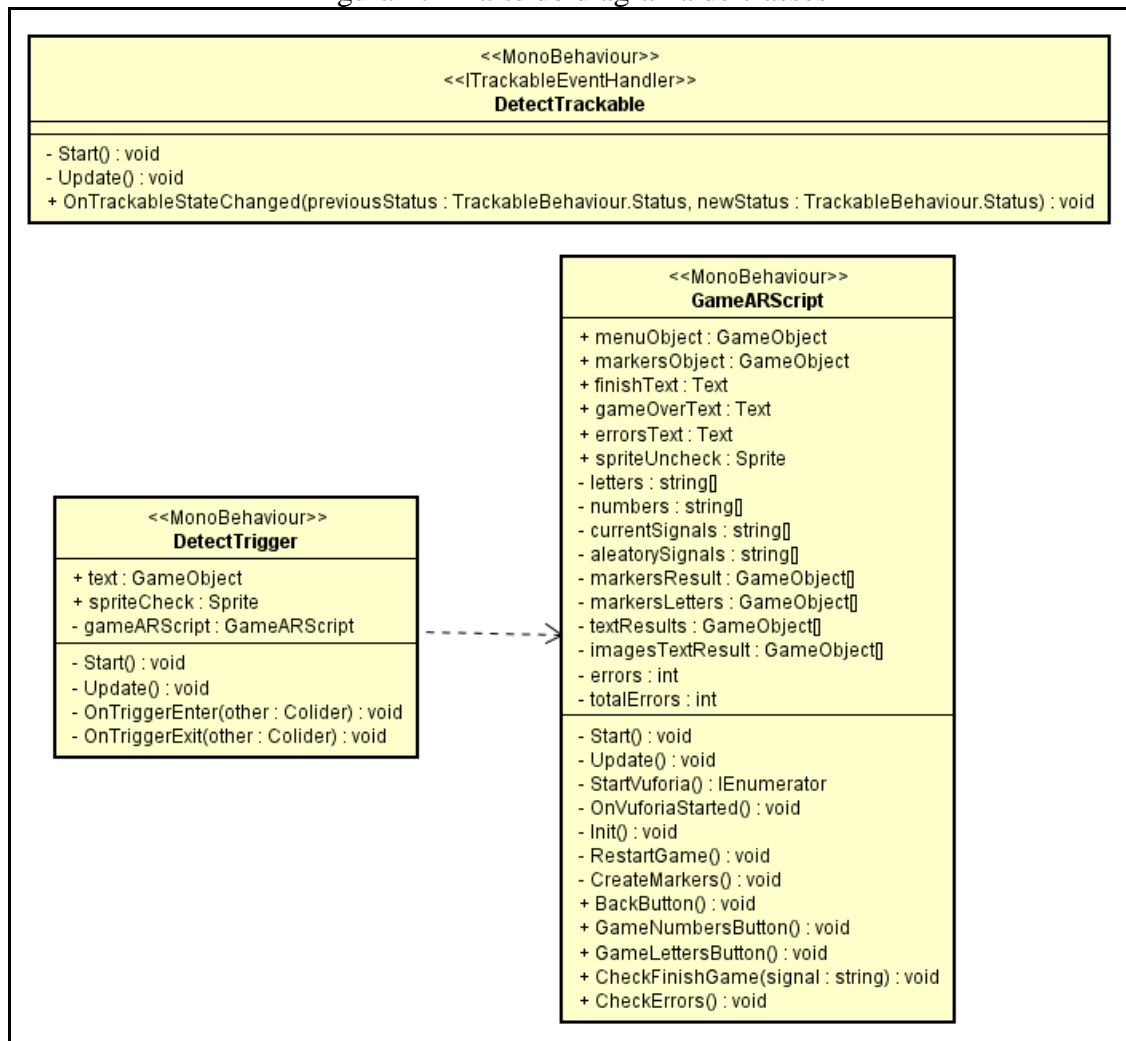 <<MonoBehaviour>>
<<ITrackableEventHandler>>
DetectTrackable
- Start() : void
- Update() : void
+ OnTrackableStateChanged(previousStatus : TrackableBehaviour.Status, newStatus : TrackableBehaviour.Status) : void
<<MonoBehaviour>>
DetectTrigger
+ text : GameObject
+ spriteCheck : Sprite
- gameARScript : GameARScript
- Start() : void
- Update() : void
- OnTriggerEnter(other : Colider) : void
- OnTriggerExit(other : Colider) : void
<<MonoBehaviour>>
GameARScript
+ menuObject : GameObject
+ markersObject : GameObject
+ finishText : Text
+ gameOverText : Text
+ errorsText : Text
+ spriteUncheck : Sprite
- letters : string[]
- numbers : string[]
- currentSignals : string[]
- aleatorySignals : string[]
- markersResult : GameObject[]
- markersLetters : GameObject[]
- textResults : GameObject[]
- imagesTextResult : GameObject[]
- errors : int
- totalErrors : int
- Start() : void
- Update() : void
- StartVuforia() : IEnumerator
- OnVuforiaStarted() : void
- Init() : void
- RestartGame() : void
- CreateMarkers() : void
+ BackButton() : void
+ GameNumbersButton() : void
+ GameLettersButton() : void
+ CheckFinishGame(signal : string) : void
+ CheckErrors() : void